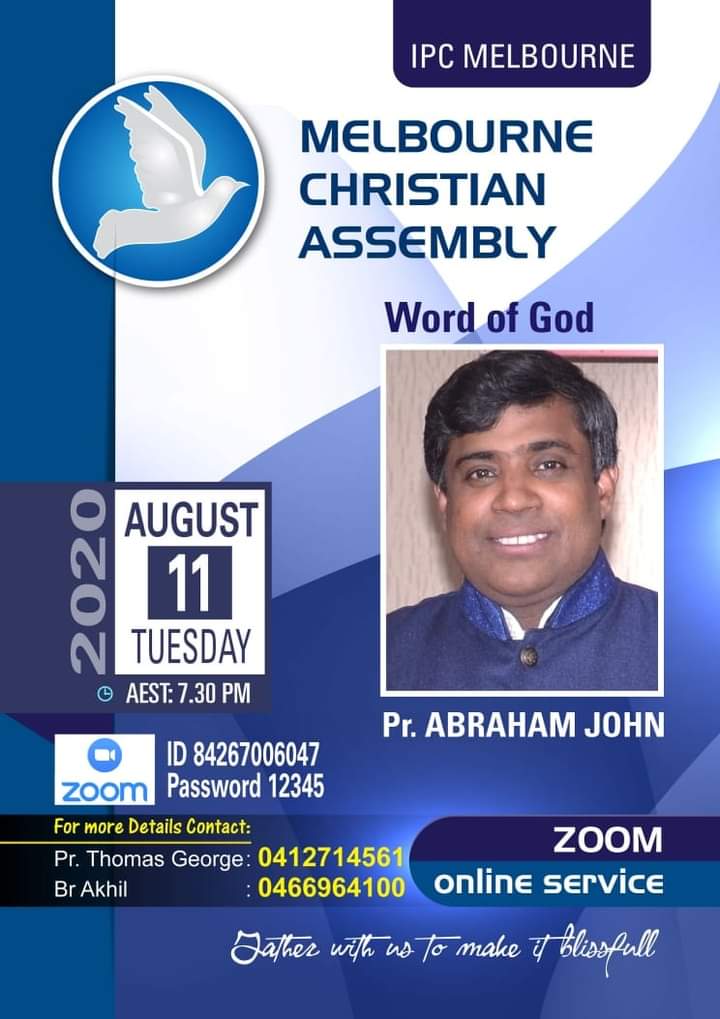 IPC MELBOURNE
MELBOURNE
CHRISTIAN
ASSEMBLY
Word of God
2020
AUGUST
11
TUESDAY
AEST: 7.30 PM
Pr. ABRAHAM JOHN
zoom
ID 84267006047
Password 12345
For more Details Contact:
Pr. Thomas George: 0412714561
Br Akhil : 0466964100
ZOOM
online service
Gather with us to make it blissfull